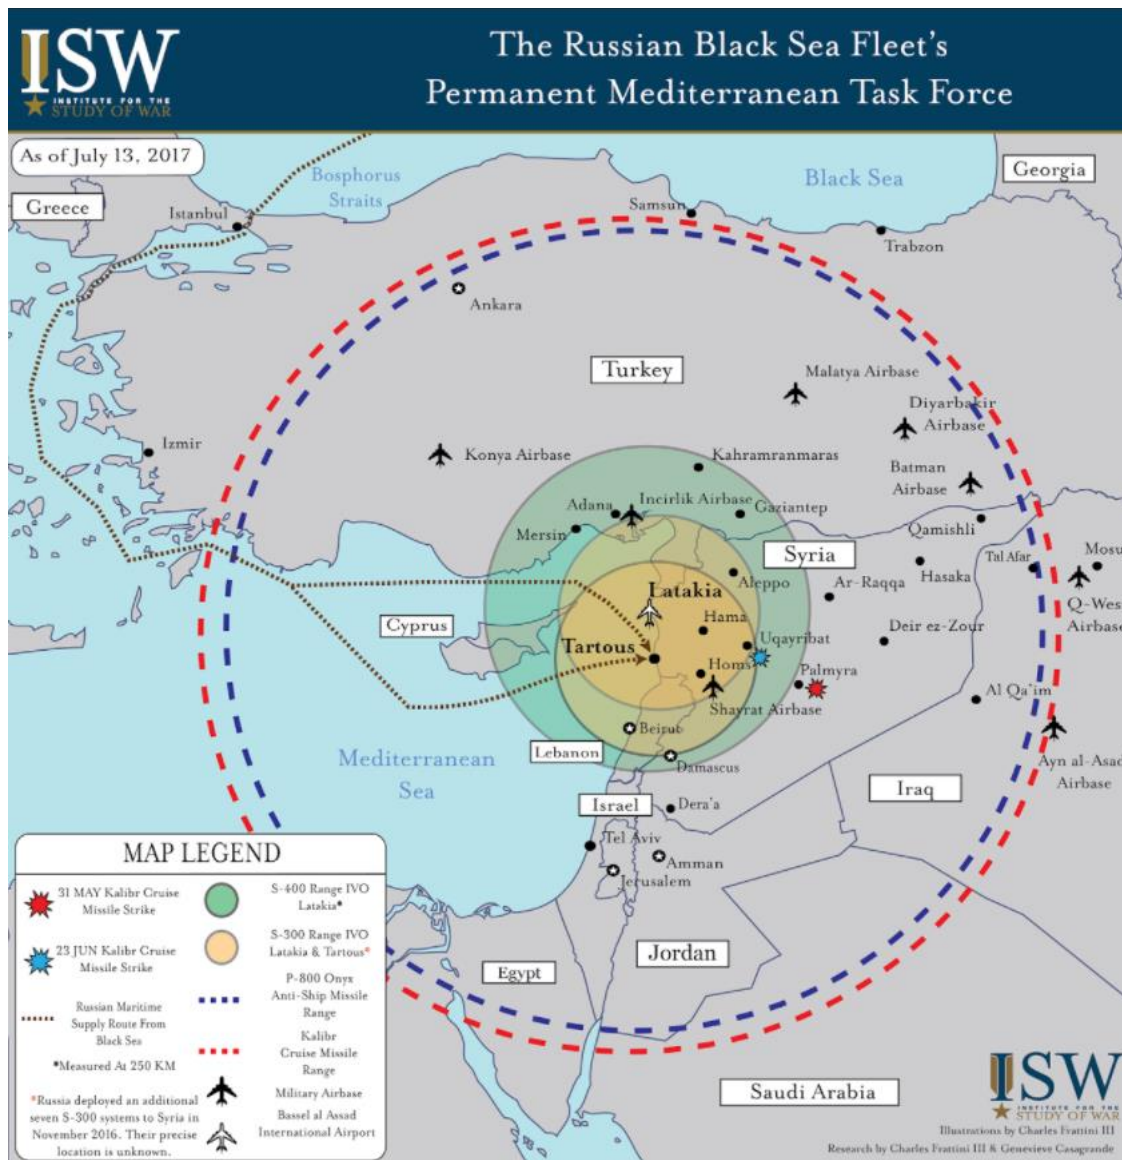 ISW
INSTITUTE FOR THE
STUDY OF WAR
The Russian Black Sea Fleet's
Permanent Mediterranean Task Force
As of July 13, 2017
Greece
Istanbul
Bosphorus
Straits
Black Sea
Georgia
Samsun
Trabzon
Ankara
Turkey
Malatya Airbase
Diyarbakir
Airbase
Izmir
Konya Airbase
Kahramranmaras
Batman
Airbase
Adana
Incirlik Airbase
Gaziantep
Mersin
Qamishli
Syria
Tal Afar
Mosu
Aleppo
Ar-Raqqa
Hasaka
Latakia
Q-West
Airbase
Cyprus
Hama
Tartous
Uqayribat
Deir ez-Zour
Homs
Palmyra
Shayrat Airbase
Al Qa'im
Beirut
Lebanon
Mediterranean
Sea
Damascus
Ayn al-Asad
Airbase
Iraq
Israel
Dera'a
Tel Aviv
Amman
Jerusalem
Jordan
Egypt
Saudi Arabia
MAP LEGEND
31 MAY Kalibr Cruise
Missile Strike
23 JUN Kalibr Cruise
Missile Strike
Russian Maritime
Supply Route From
Black Sea
*Measured At 250 KM
*Russia deployed an additional
seven S-300 systems to Syria in
November 2016. Their precise
location is unknown.
S-400 Range IVO
Latakia*
S-300 Range IVO
Latakia & Tartous*
P-800 Onyx
Anti-Ship Missile
Range
Kalibr
Cruise Missile
Range
Military Airbase
Bassel al Assad
International Airport
ISW
INSTITUTE FOR THE
STUDY OF WAR
Illustrations by Charles Frattini III
Research by Charles Frattini III & Genevieve Casagrande